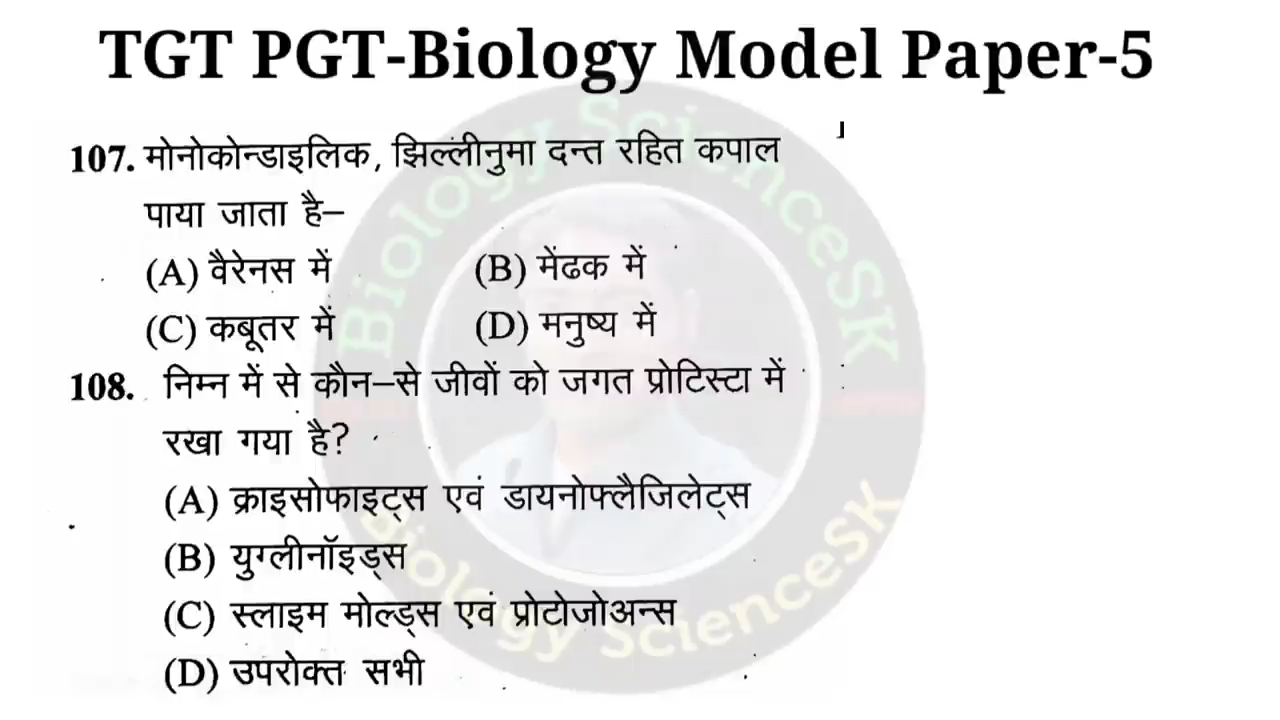 TGT PGT-Biology Model Paper-5
107. मोनोकोन्डाइलिक, झिल्लीनुमा दन्त रहित कपाल
पाया जाता है–
(A) वैरेनस में (B) मेंढक में
(C) कबूतर में (D) मनुष्य में
108. निम्न में से कौन–से जीवों को जगत प्रोटिस्टा में
रखा गया है?
(A) क्राइसोफाइट्स एवं डायनोफ्लैजिलेट्स
(B) युग्लीनॉइड्स
(C) स्लाइम मोल्ड्स एवं प्रोटोजोअन्स
(D) उपरोक्त सभी
Biology ScienceSK
Biology ScienceSK